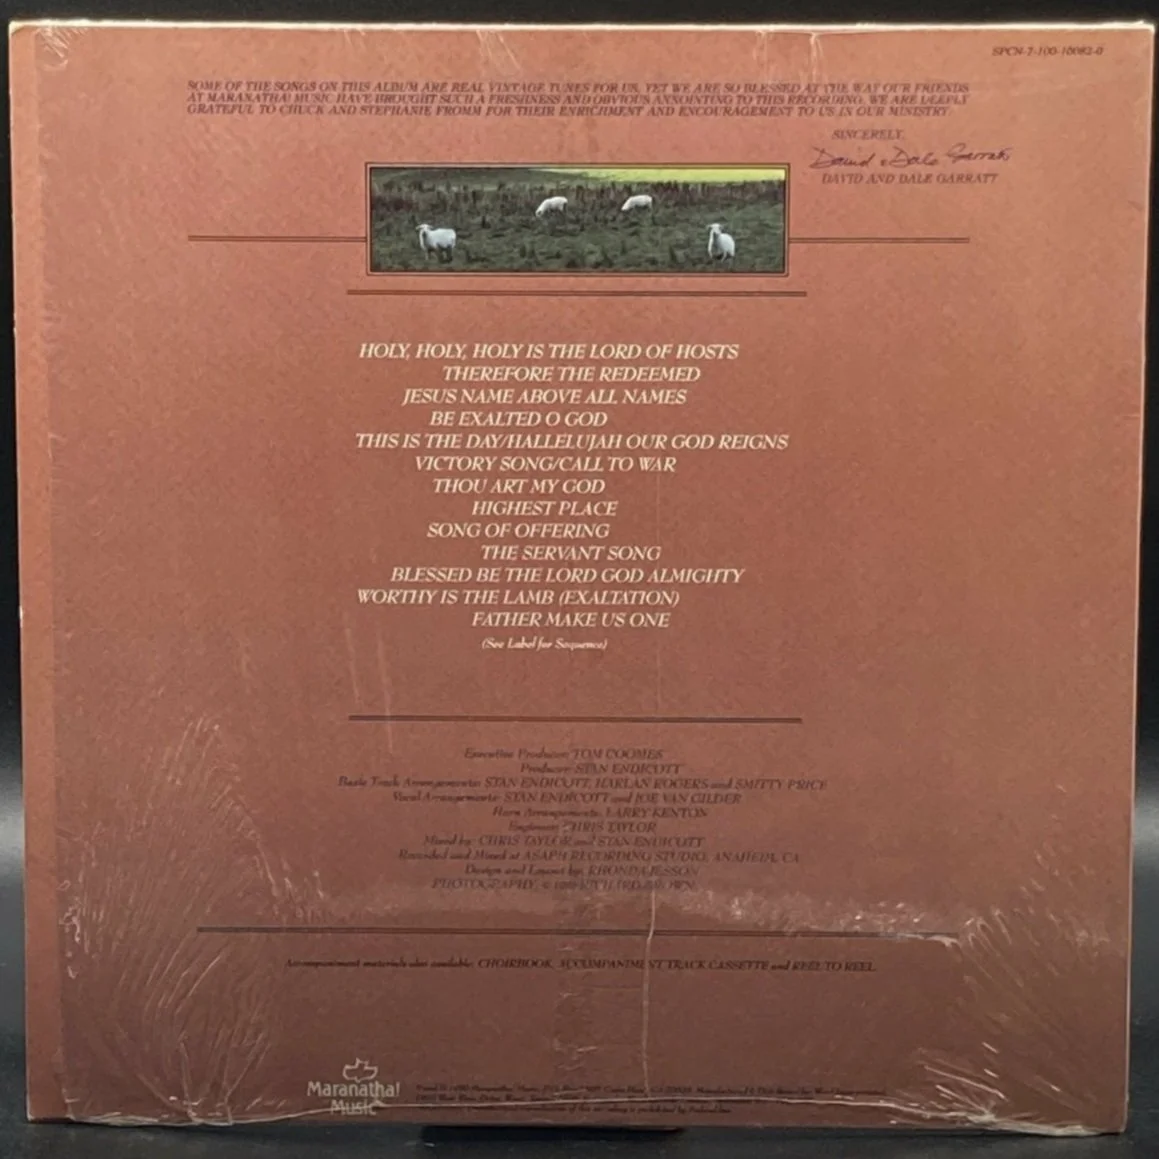 SPCN-7-100-10082-0
SOME OF THE SONGS ON THIS ALBUM ARE REAL VINTAGE TUNES FOR US, YET WE ARE SO BLESSED AT THE WAY OUR FRIENDS
AT MARANATHA! MUSIC HAVE BROUGHT SUCH A FRESHNESS AND OBVIOUS ANNOINTING TO THIS RECORDING. WE ARE DEEPLY
GRATEFUL TO CHUCK AND STEPHANIE FROMM FOR THEIR ENRICHMENT AND ENCOURAGEMENT TO US IN OUR MINISTRY.
SINCERELY,
David & Dale Garratt
DAVID AND DALE GARRATT
HOLY, HOLY, HOLY IS THE LORD OF HOSTS
THEREFORE THE REDEEMED
JESUS NAME ABOVE ALL NAMES
BE EXALTED O GOD
THIS IS THE DAY/HALLELUJAH OUR GOD REIGNS
VICTORY SONG/CALL TO WAR
THOU ART MY GOD
HIGHEST PLACE
SONG OF OFFERING
THE SERVANT SONG
BLESSED BE THE LORD GOD ALMIGHTY
WORTHY IS THE LAMB (EXALTATION)
FATHER MAKE US ONE
(See Label for Sequence)
Executive Producer: TOM COOMES
Producer: STAN ENDICOTT
Basic Track Arrangements: STAN ENDICOTT, HARLAN ROGERS and SMITTY PRICE
Vocal Arrangements: STAN ENDICOTT and JOE VAN GILDER
Horn Arrangements: LARRY KENTON
Engineer: CHRIS TAYLOR
Mixed by: CHRIS TAYLOR and STAN ENDICOTT
Recorded and Mixed at ASAPH RECORDING STUDIO, ANAHEIM, CA
Design and Layout by: RHONDA JESSON
PHOTOGRAPHY: © RICHARD BROWN
Accompaniment materials also available: CHOIRBOOK, ACCOMPANIMENT TRACK CASSETTE and REEL TO REEL
Maranatha!
Music